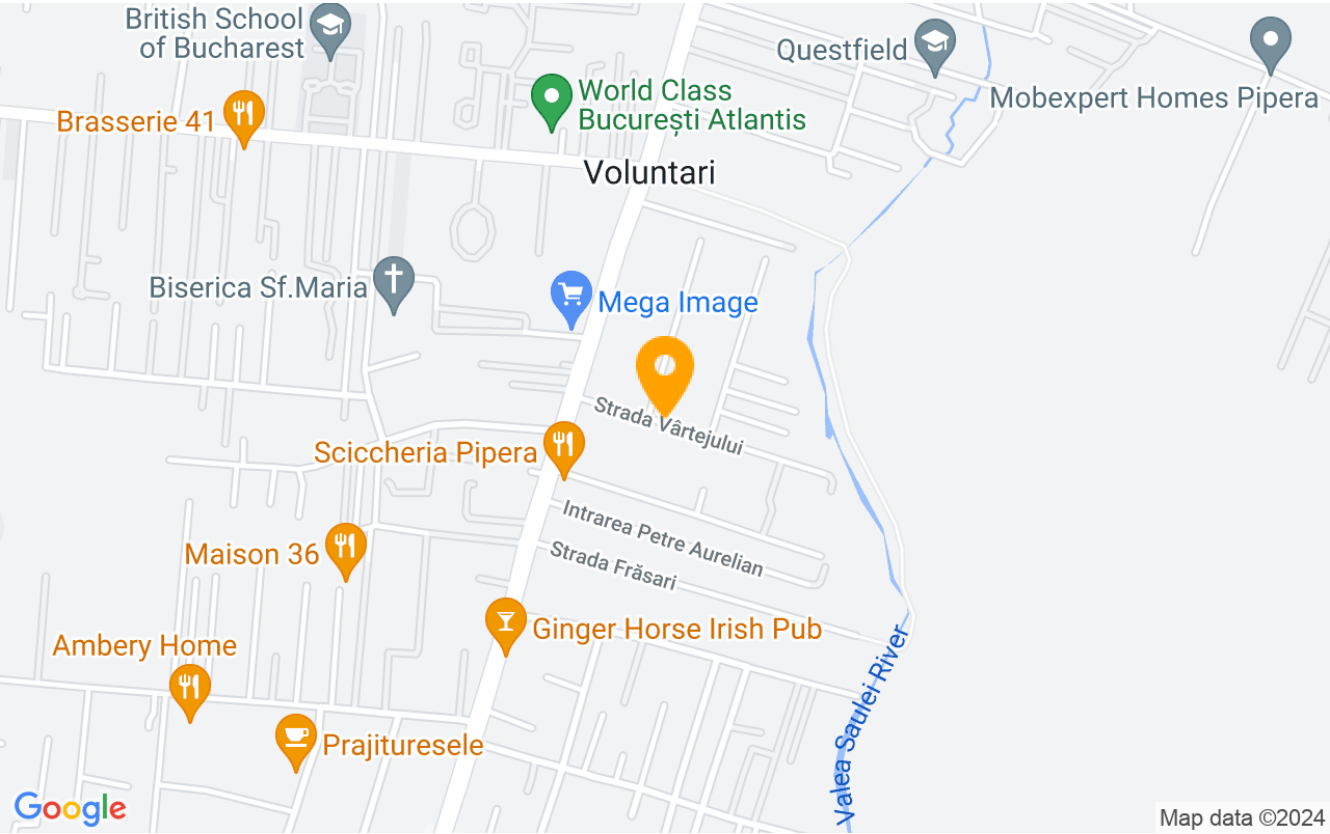 British School
of Bucharest
Questfield
World Class
București Atlantis
Mobexpert Homes Pipera
Brasserie 41
Voluntari
Biserica Sf.Maria
Mega Image
Strada Vârtejului
Sciccheria Pipera
Intrarea Petre Aurelian
Strada Frăsari
Maison 36
Ginger Horse Irish Pub
Ambery Home
Valea Saulei River
Prajituresele
Google
Map data ©2024